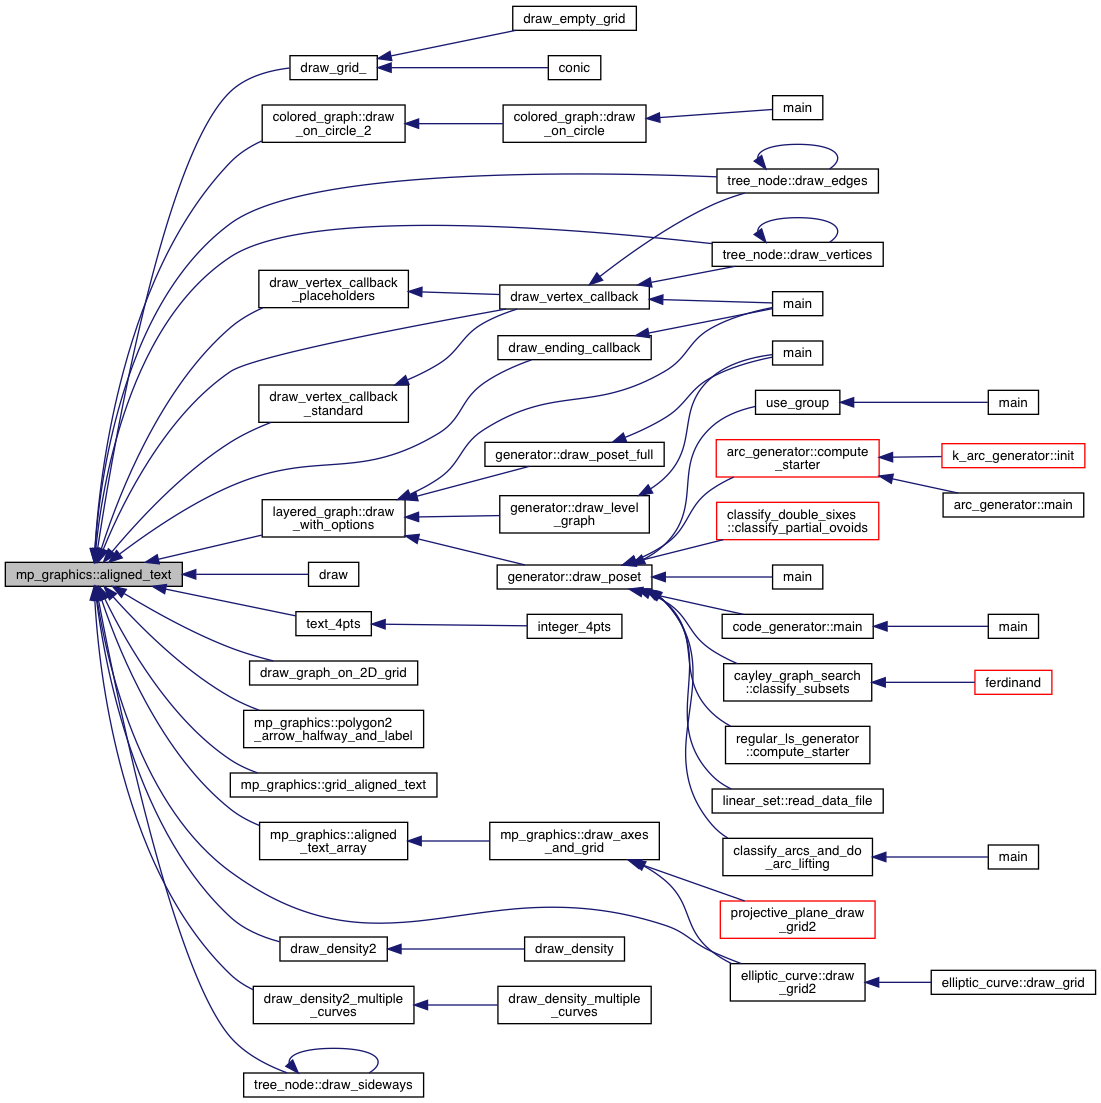 draw_empty_grid
draw_grid_
conic
colored_graph::draw
_on_circle_2
colored_graph::draw
_on_circle
main
tree_node::draw_edges
tree_node::draw_vertices
draw_vertex_callback
_placeholders
draw_vertex_callback
main
draw_ending_callback
main
draw_vertex_callback
_standard
use_group
main
generator::draw_poset_full
arc_generator::compute
_starter
k_arc_generator::init
arc_generator::main
layered_graph::draw
_with_options
generator::draw_level
_graph
classify_double_sixes
::classify_partial_ovoids
mp_graphics::aligned_text
draw
generator::draw_poset
main
text_4pts
integer_4pts
code_generator::main
main
draw_graph_on_2D_grid
cayley_graph_search
::classify_subsets
ferdinand
mp_graphics::polygon2
_arrow_halfway_and_label
regular_ls_generator
::compute_starter
mp_graphics::grid_aligned_text
linear_set::read_data_file
mp_graphics::aligned
_text_array
mp_graphics::draw_axes
_and_grid
classify_arcs_and_do
_arc_lifting
main
projective_plane_draw
_grid2
draw_density2
draw_density
elliptic_curve::draw
_grid2
elliptic_curve::draw_grid
draw_density2_multiple
_curves
draw_density_multiple
_curves
tree_node::draw_sideways